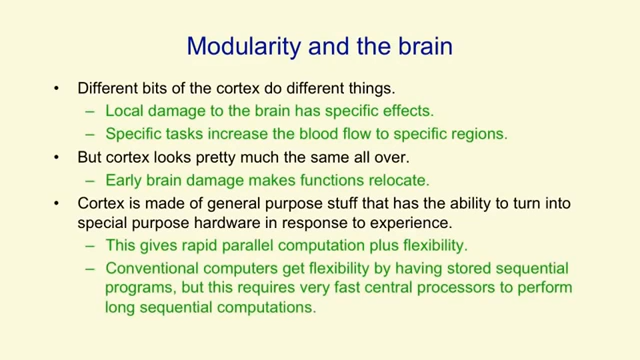 Modularity and the brain
• Different bits of the cortex do different things.
– Local damage to the brain has specific effects.
– Specific tasks increase the blood flow to specific regions.
• But cortex looks pretty much the same all over.
– Early brain damage makes functions relocate.
• Cortex is made of general purpose stuff that has the ability to turn into
special purpose hardware in response to experience.
– This gives rapid parallel computation plus flexibility.
– Conventional computers get flexibility by having stored sequential
programs, but this requires very fast central processors to perform
long sequential computations.